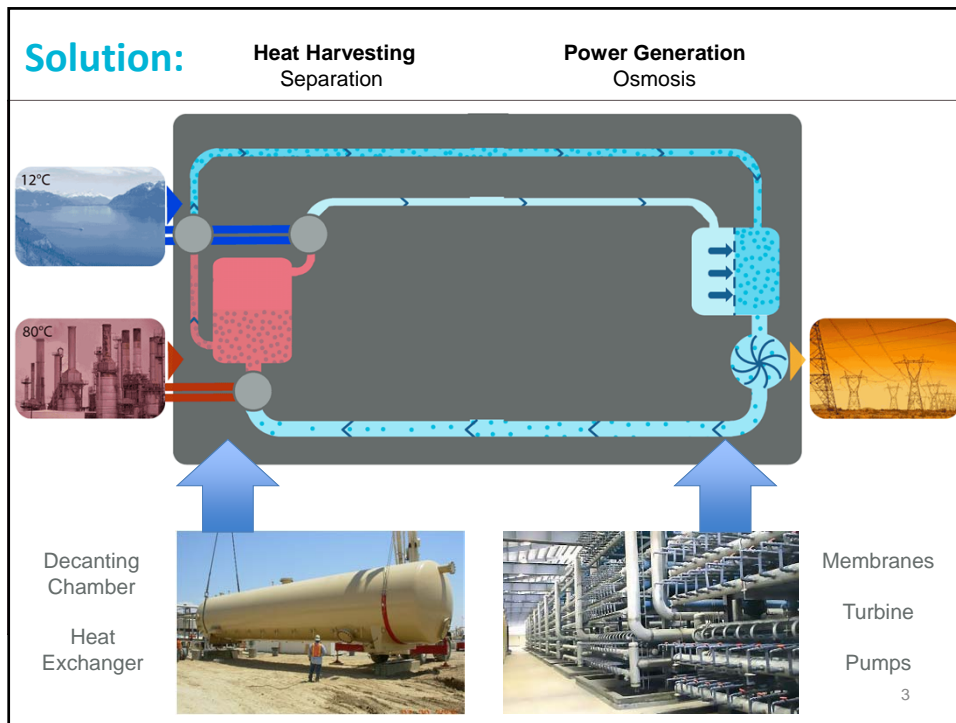 Solution:
Heat Harvesting
Separation
Power Generation
Osmosis
12°C
80°C
Decanting
Chamber
Heat
Exchanger
Membranes
Turbine
Pumps
3